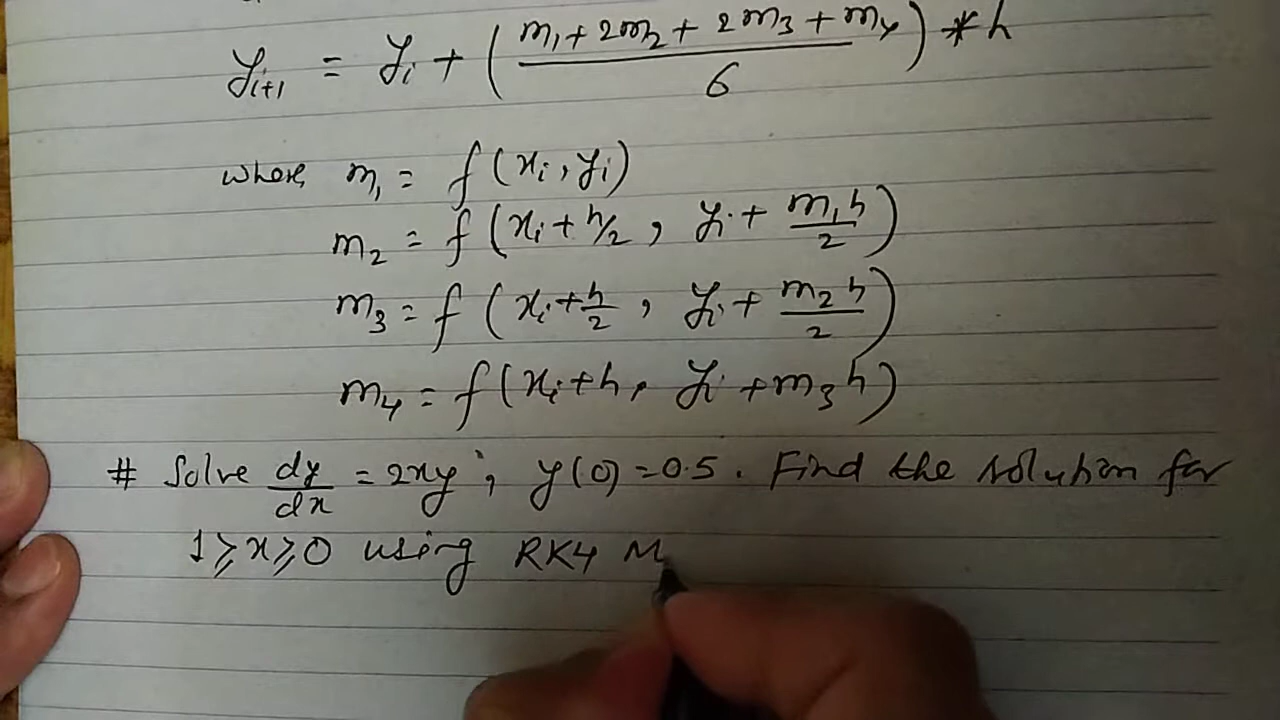 y_{i+1} = y_i + ( (m_1 + 2m_2 + 2m_3 + m_4) / 6 ) * h
where, m_1 = f(x_i, y_i)
m_2 = f(x_i + h/2, y_i + m_1h/2)
m_3 = f(x_i + h/2, y_i + m_2h/2)
m_4 = f(x_i + h, y_i + m_3h)
# Solve dy/dx = 2xy ; y(0) = 0.5. Find the solution for
1 ≥ x ≥ 0 using RK4 M